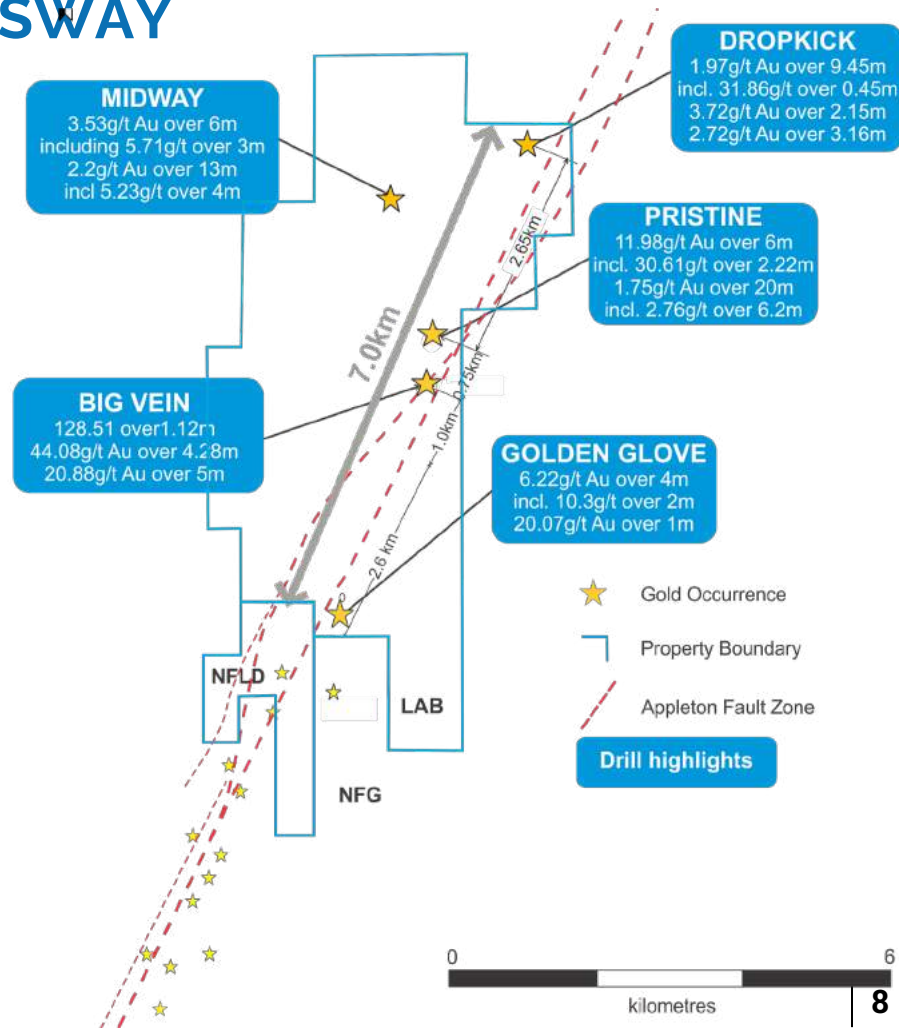 SWAY
DROPKICK
1.97g/t Au over 9.45m
incl. 31.86g/t over 0.45m
3.72g/t Au over 2.15m
2.72g/t Au over 3.16m
MIDWAY
3.53g/t Au over 6m
including 5.71g/t over 3m
2.2g/t Au over 13m
incl 5.23g/t over 4m
PRISTINE
11.98g/t Au over 6m
incl. 30.61g/t over 2.22m
1.75g/t Au over 20m
incl. 2.76g/t over 6.2m
2.65km
7.0km
0.75km
BIG VEIN
128.51 over1.12m
44.08g/t Au over 4.28m
20.88g/t Au over 5m
1.0km
GOLDEN GLOVE
6.22g/t Au over 4m
incl. 10.3g/t over 2m
20.07g/t Au over 1m
2.6 km
Gold Occurrence
Property Boundary
Appleton Fault Zone
Drill highlights
NFLD
LAB
NFG
0
6
kilometres
8